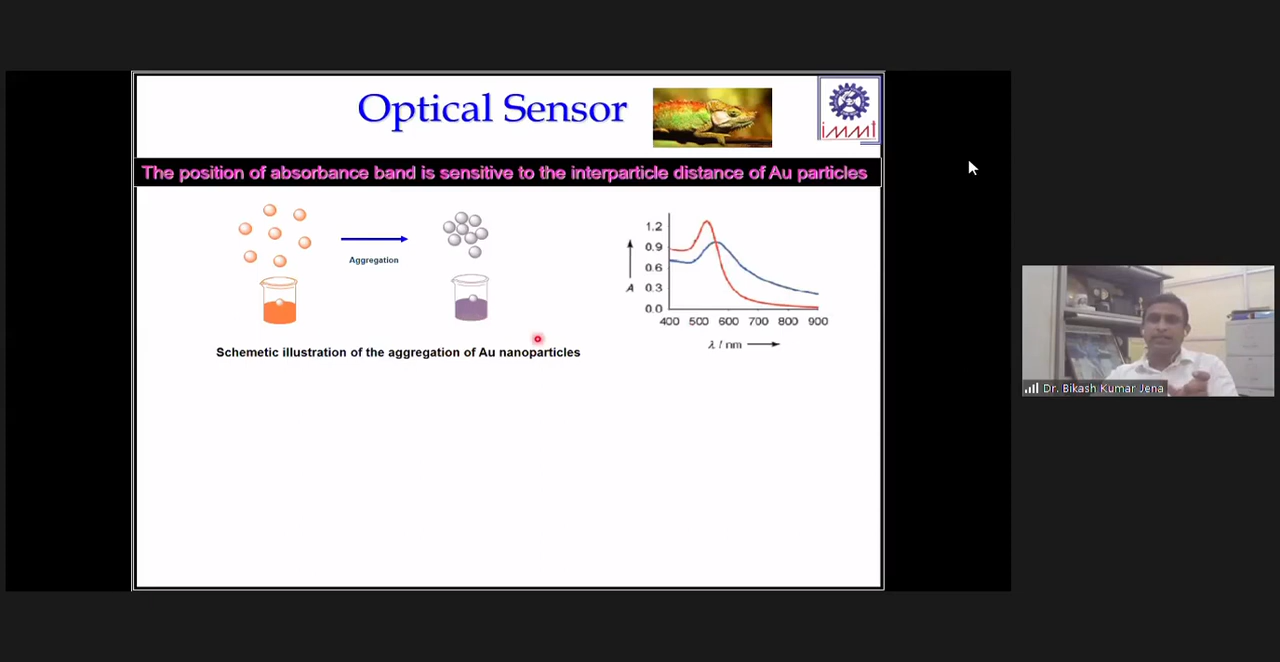 Optical Sensor
immt
The position of absorbance band is sensitive to the interparticle distance of Au particles
Aggregation
Schemetic illustration of the aggregation of Au nanoparticles
1.2
0.9
0.6
0.3
0.0
A
400 500 600 700 800 900
λ / nm
Dr. Bikash Kumar Jena